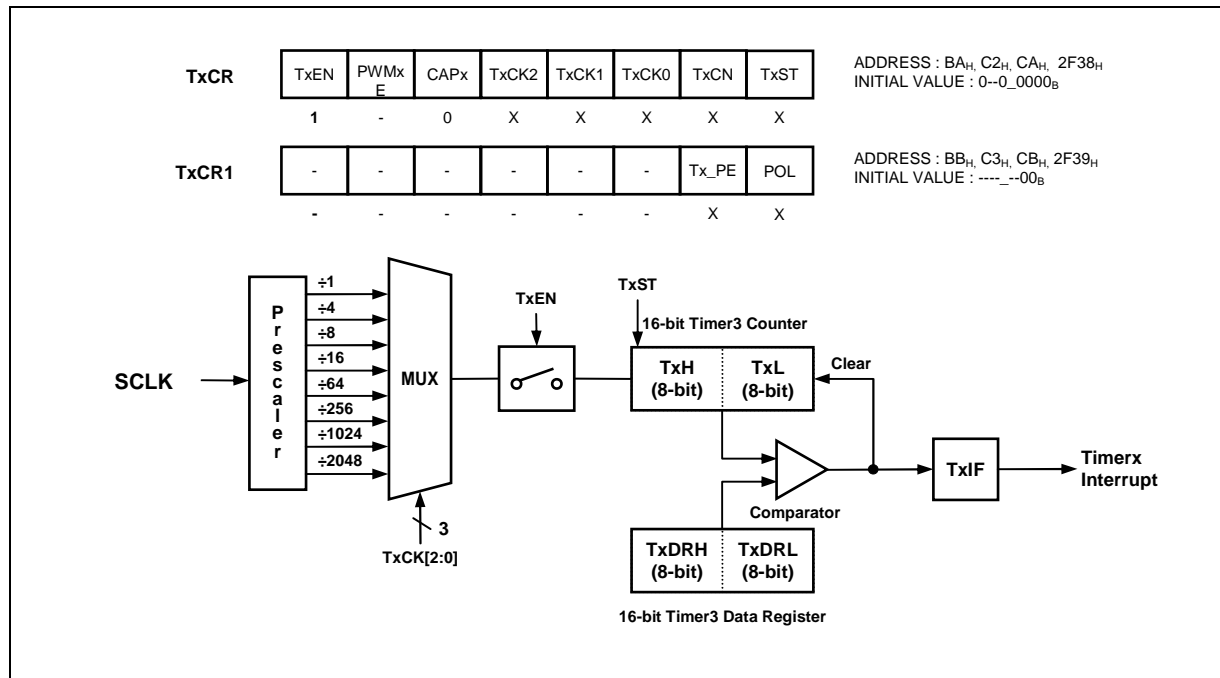 TxCR TxEN PWMx E CAPx TxCK2 TxCK1 TxCK0 TxCN TxST
ADDRESS : BAH, C2H, CAH, 2F38H
INITIAL VALUE : 0--0_0000B
1 - 0 X X X X X
TxCR1 - - - - - - Tx_PE POL
ADDRESS : BBH, C3H, CBH, 2F39H
INITIAL VALUE : ----_--00B
- - - - - - X X
SCLK
Prescaler
÷1
÷4
÷8
÷16
÷64
÷256
÷1024
÷2048
MUX
3
TxCK[2:0]
TxEN
TxST
16-bit Timer3 Counter
TxH
(8-bit)
TxL
(8-bit)
Clear
Comparator
TxDRH
(8-bit)
TxDRL
(8-bit)
16-bit Timer3 Data Register
TxIF
Timerx
Interrupt